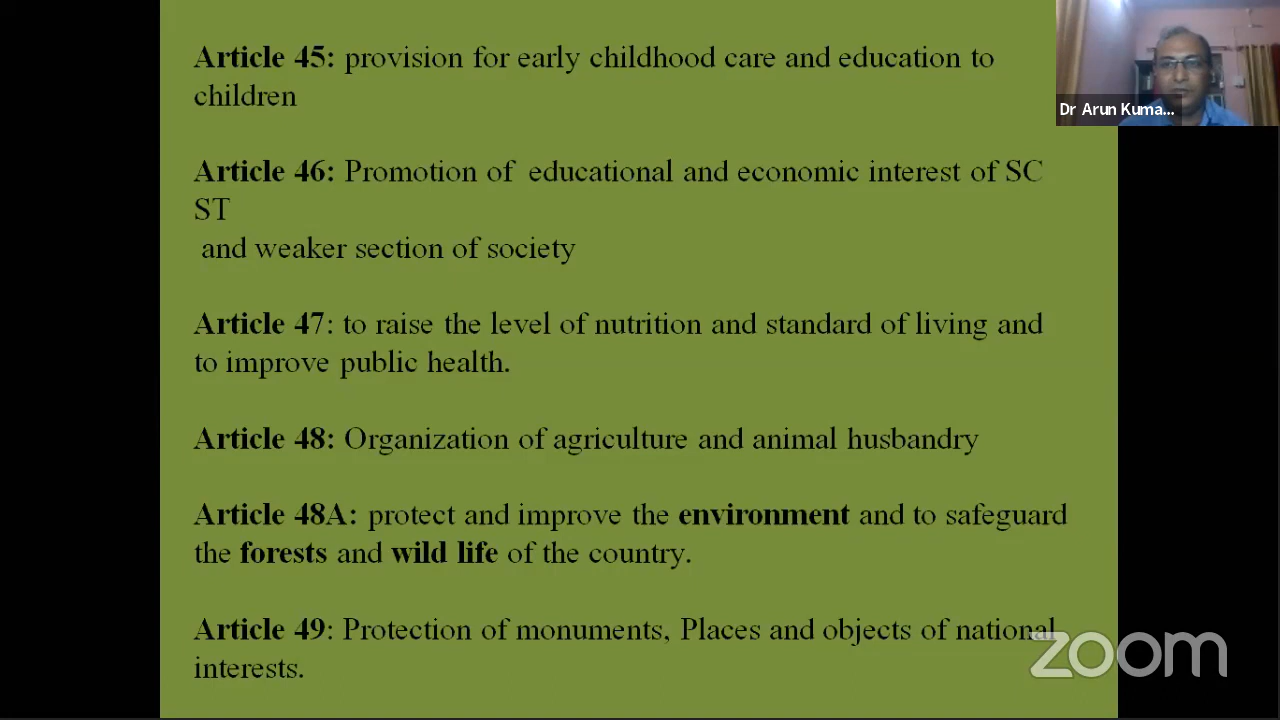 Article 45: provision for early childhood care and education to
children
Dr Arun Kuma...
Article 46: Promotion of educational and economic interest of SC
ST
and weaker section of society
Article 47: to raise the level of nutrition and standard of living and
to improve public health.
Article 48: Organization of agriculture and animal husbandry
Article 48A: protect and improve the environment and to safeguard
the forests and wild life of the country.
Article 49: Protection of monuments, Places and objects of national
interests.
zoom